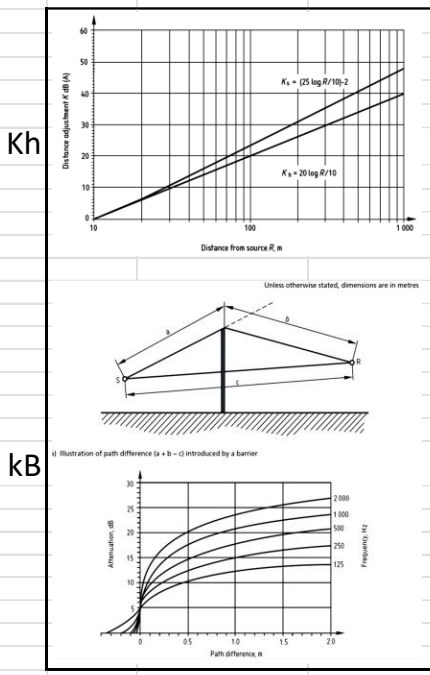 Kh
Distance adjustment K dB (A)
60
50
40
30
20
10
0
Ks = (25 log R/10)-2
Kh = 20 log R/10
10
100
1 000
Distance from source R, m
Unless otherwise stated, dimensions are in metres
a
b
S
R
c
kB
a) Illustration of path difference (a + b – c) introduced by a barrier
Attenuation, dB
30
25
20
15
10
5
2 000
1 000
500
250
125
Frequency, Hz
0
0.5
1.0
1.5
2.0
Path difference, m